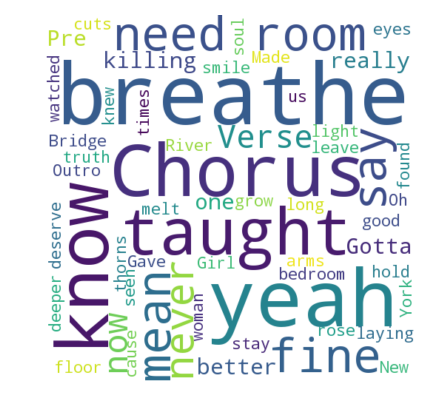 cuts
Pre
need room
soul
eyes
watched
killing
Made
really
smile
knew
times
us
breathe
Bridge
truth
River
Verse
light
leave
say
found
Outro
Chorus
know
melt
one
grow
long
Oh
good
taught
deeper
deserve
thorns
seen
Gave
Girl
arms
Gotta
bedroom
hold
York
now
cause
mean
never
woman
yeah
rose
laying
stay
floor
better
fine
New